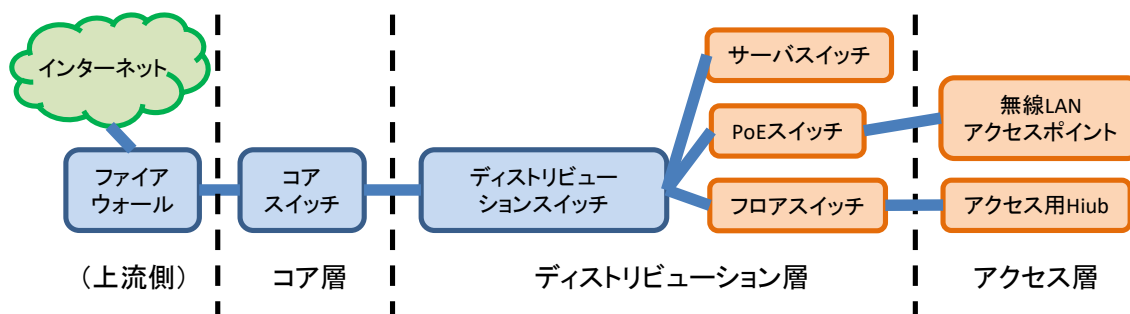 インターネット
ファイア
ウォール
コア
スイッチ
ディストリビュー
ションスイッチ
サーバスイッチ
PoEスイッチ
フロアスイッチ
無線LAN
アクセスポイント
アクセス用Hiub
（上流側）
コア層
ディストリビューション層
アクセス層